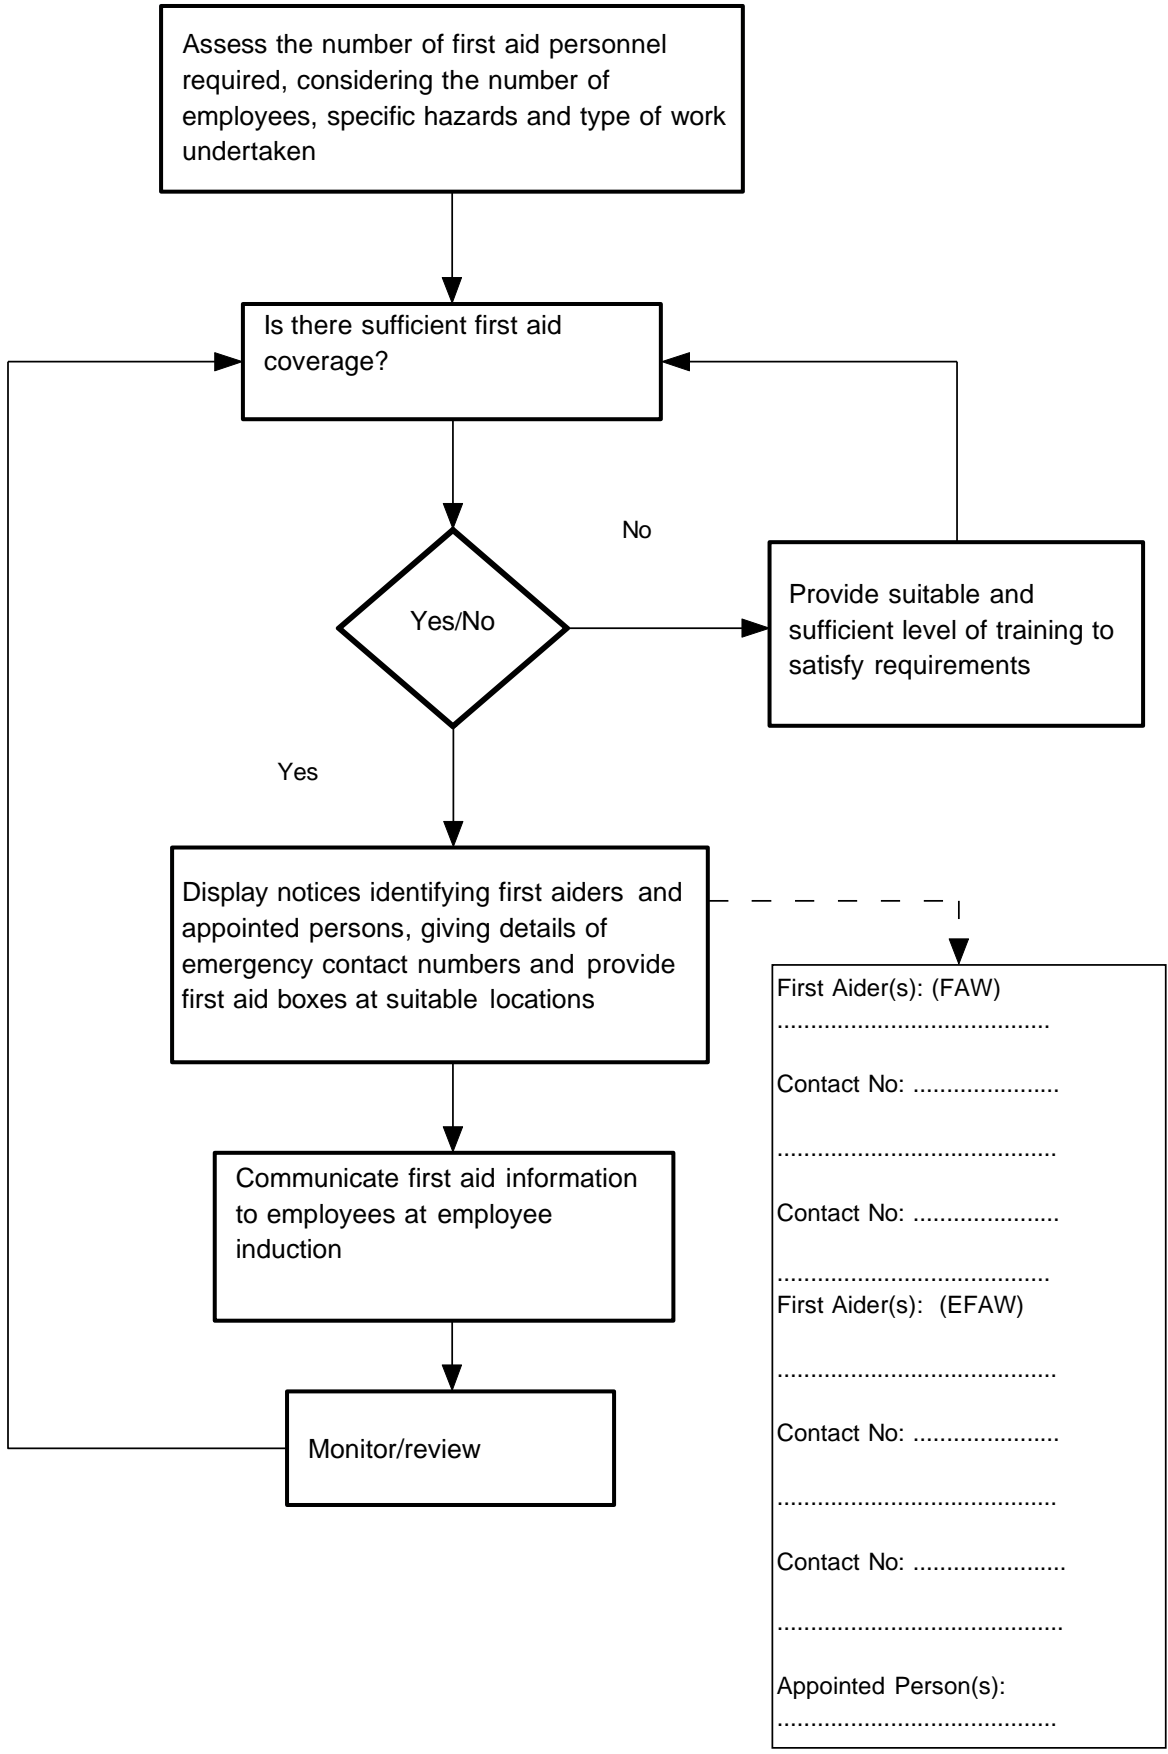 Assess the number of first aid personnel
required, considering the number of
employees, specific hazards and type of work
undertaken
Is there sufficient first aid
coverage?
No
Yes/No
Provide suitable and
sufficient level of training to
satisfy requirements
Yes
Display notices identifying first aiders and
appointed persons, giving details of
emergency contact numbers and provide
first aid boxes at suitable locations
Communicate first aid information
to employees at employee
induction
Monitor/review
First Aider(s): (FAW)
.........................................
Contact No: ......................
..........................................
Contact No: ......................
.........................................
First Aider(s): (EFAW)
..........................................
Contact No: ......................
..........................................
Contact No: .......................
...........................................
Appointed Person(s):
..........................................